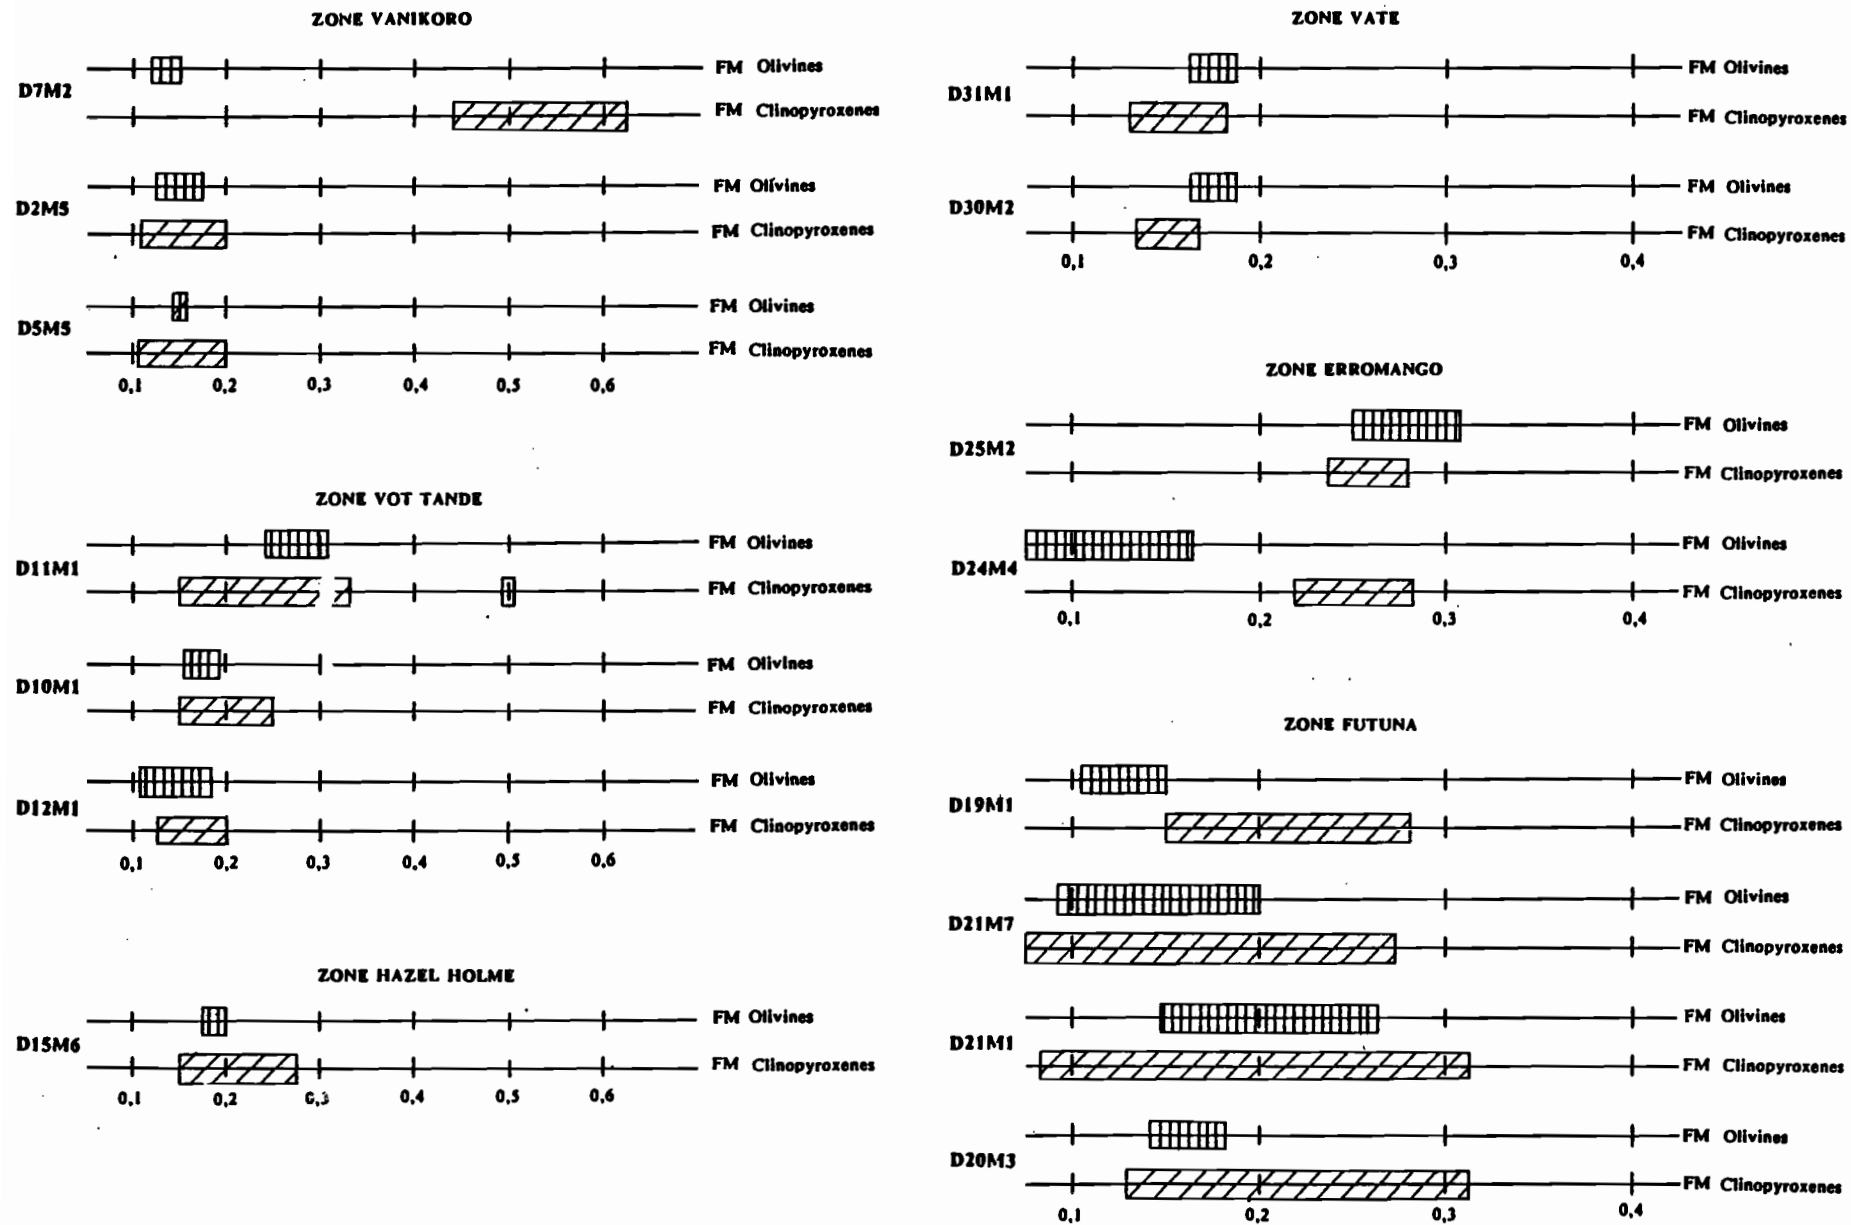 ZONE VANIKORO
D7M2
FM Olivines
FM Clinopyroxenes
D2M5
FM Olivines
FM Clinopyroxenes
D5M5
FM Olivines
FM Clinopyroxenes
0,1 0,2 0,3 0,4 0,5 0,6
ZONE VOT TANDE
D11M1
FM Olivines
FM Clinopyroxenes
D10M1
FM Olivines
FM Clinopyroxenes
D12M1
FM Olivines
FM Clinopyroxenes
0,1 0,2 0,3 0,4 0,5 0,6
ZONE HAZEL HOLME
D15M6
FM Olivines
FM Clinopyroxenes
0,1 0,2 0,3 0,4 0,5 0,6
ZONE VATE
D31M1
FM Olivines
FM Clinopyroxenes
D30M2
FM Olivines
FM Clinopyroxenes
0,1 0,2 0,3 0,4
ZONE ERROMANGO
D25M2
FM Olivines
FM Clinopyroxenes
D24M4
FM Olivines
FM Clinopyroxenes
0,1 0,2 0,3 0,4
ZONE FUTUNA
D19M1
FM Olivines
FM Clinopyroxenes
D21M7
FM Olivines
FM Clinopyroxenes
D21M1
FM Olivines
FM Clinopyroxenes
D20M3
FM Olivines
FM Clinopyroxenes
0,1 0,2 0,3 0,4